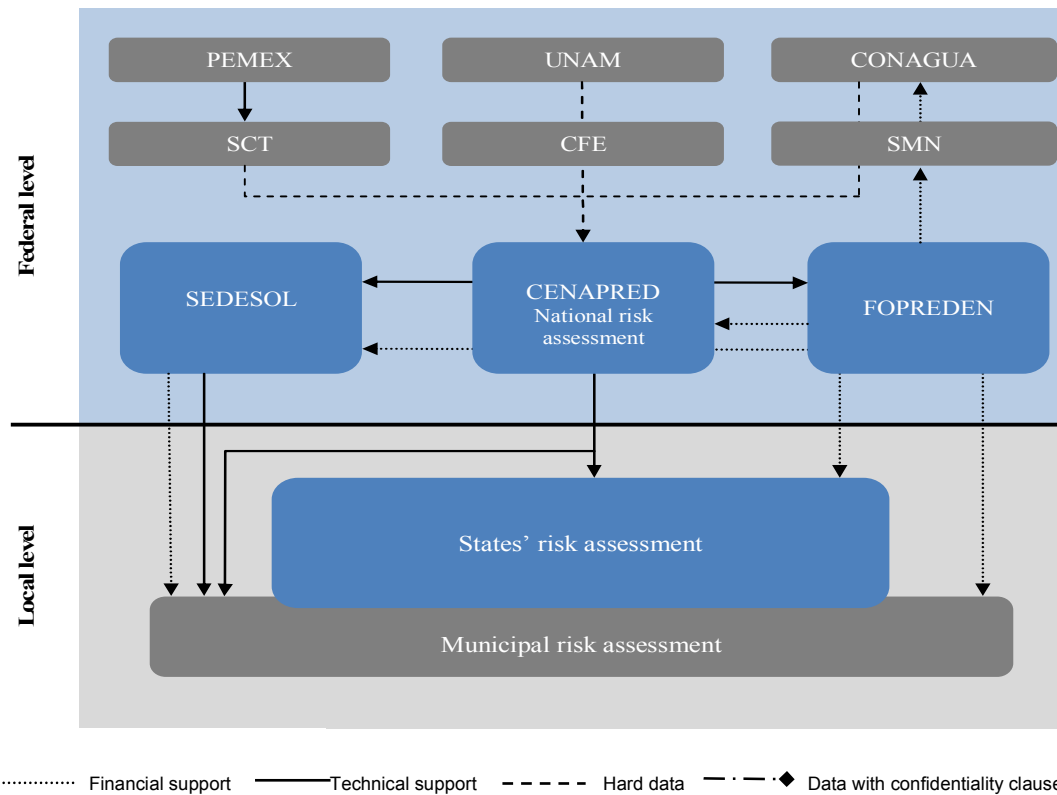 PEMEX
UNAM
CONAGUA
SCT
CFE
SMN
Federal level
SEDESOL
CENAPRED
National risk
assessment
FOPREDEN
Local level
States’ risk assessment
Municipal risk assessment
Financial support
Technical support
Hard data
Data with confidentiality clause